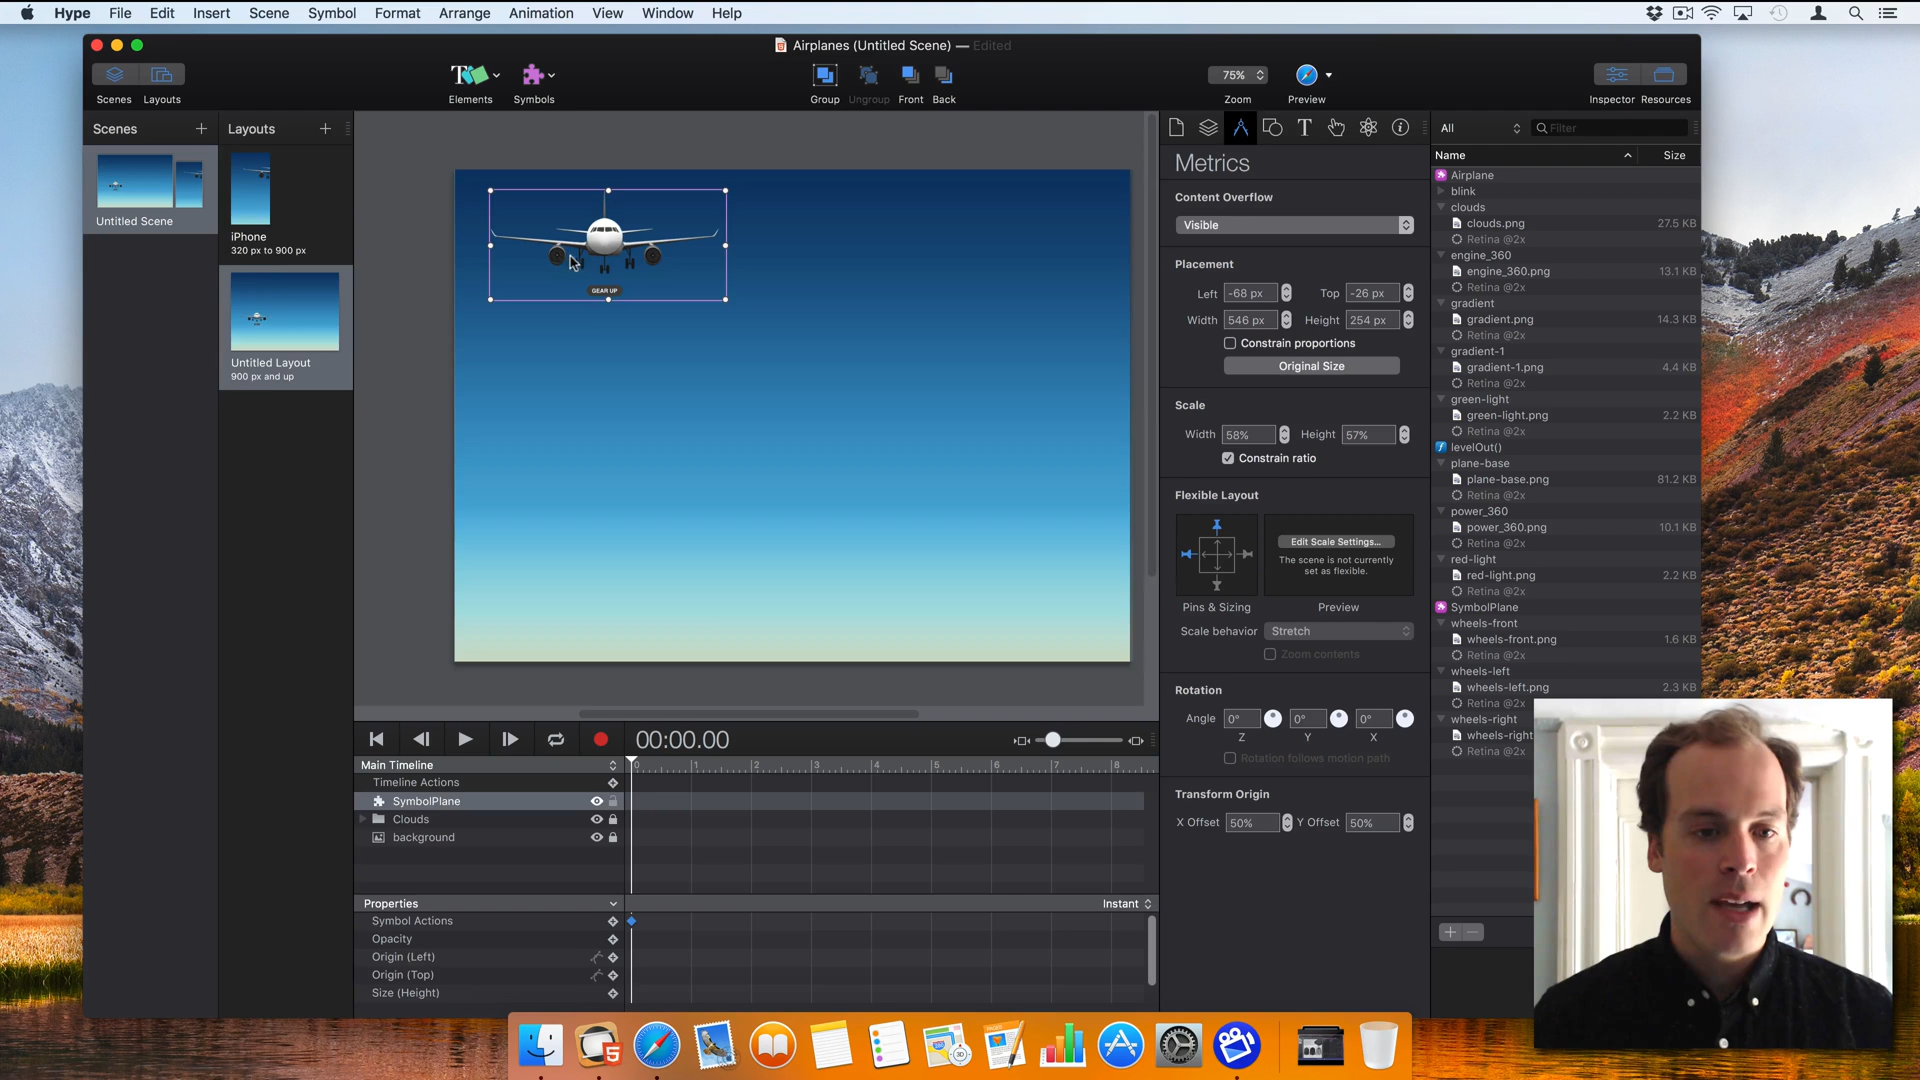 Hype File Edit Insert Scene Symbol Format Arrange Animation View Window Help
Airplanes (Untitled Scene) — Edited
Scenes Layouts
Elements Symbols
Group Ungroup Front Back
75%
Zoom
Preview
Inspector Resources
Scenes
Untitled Scene
Layouts
iPhone
320 px to 900 px
Untitled Layout
900 px and up
GEAR UP
Metrics
Content Overflow
Visible
Placement
Left -68 px Top -26 px
Width 546 px Height 254 px
Constrain proportions
Original Size
Scale
Width 58% Height 57%
Constrain ratio
Flexible Layout
Edit Scale Settings...
The scene is not currently
set as flexible.
Pins & Sizing Preview
Scale behavior Stretch
Zoom contents
Rotation
Angle 0° 0° 0°
Z Y X
Rotation follows motion path
Transform Origin
X Offset 50% Y Offset 50%
All Filter
Name Size
Airplane
blink
clouds
clouds.png 27.5 KB
Retina @2x
engine_360
engine_360.png 13.1 KB
Retina @2x
gradient
gradient.png 14.3 KB
Retina @2x
gradient-1
gradient-1.png 4.4 KB
Retina @2x
green-light
green-light.png 2.2 KB
Retina @2x
levelOut()
plane-base
plane-base.png 81.2 KB
Retina @2x
power_360
power_360.png 10.1 KB
Retina @2x
red-light
red-light.png 2.2 KB
Retina @2x
SymbolPlane
wheels-front
wheels-front.png 1.6 KB
Retina @2x
wheels-left
wheels-left.png 2.3 KB
Retina @2x
wheels-right
wheels-right
Retina @2x
00:00.00
Main Timeline 0 1 2 3 4 5 6 7 8
Timeline Actions
SymbolPlane
Clouds
background
Properties Instant
Symbol Actions
Opacity
Origin (Left)
Origin (Top)
Size (Height)